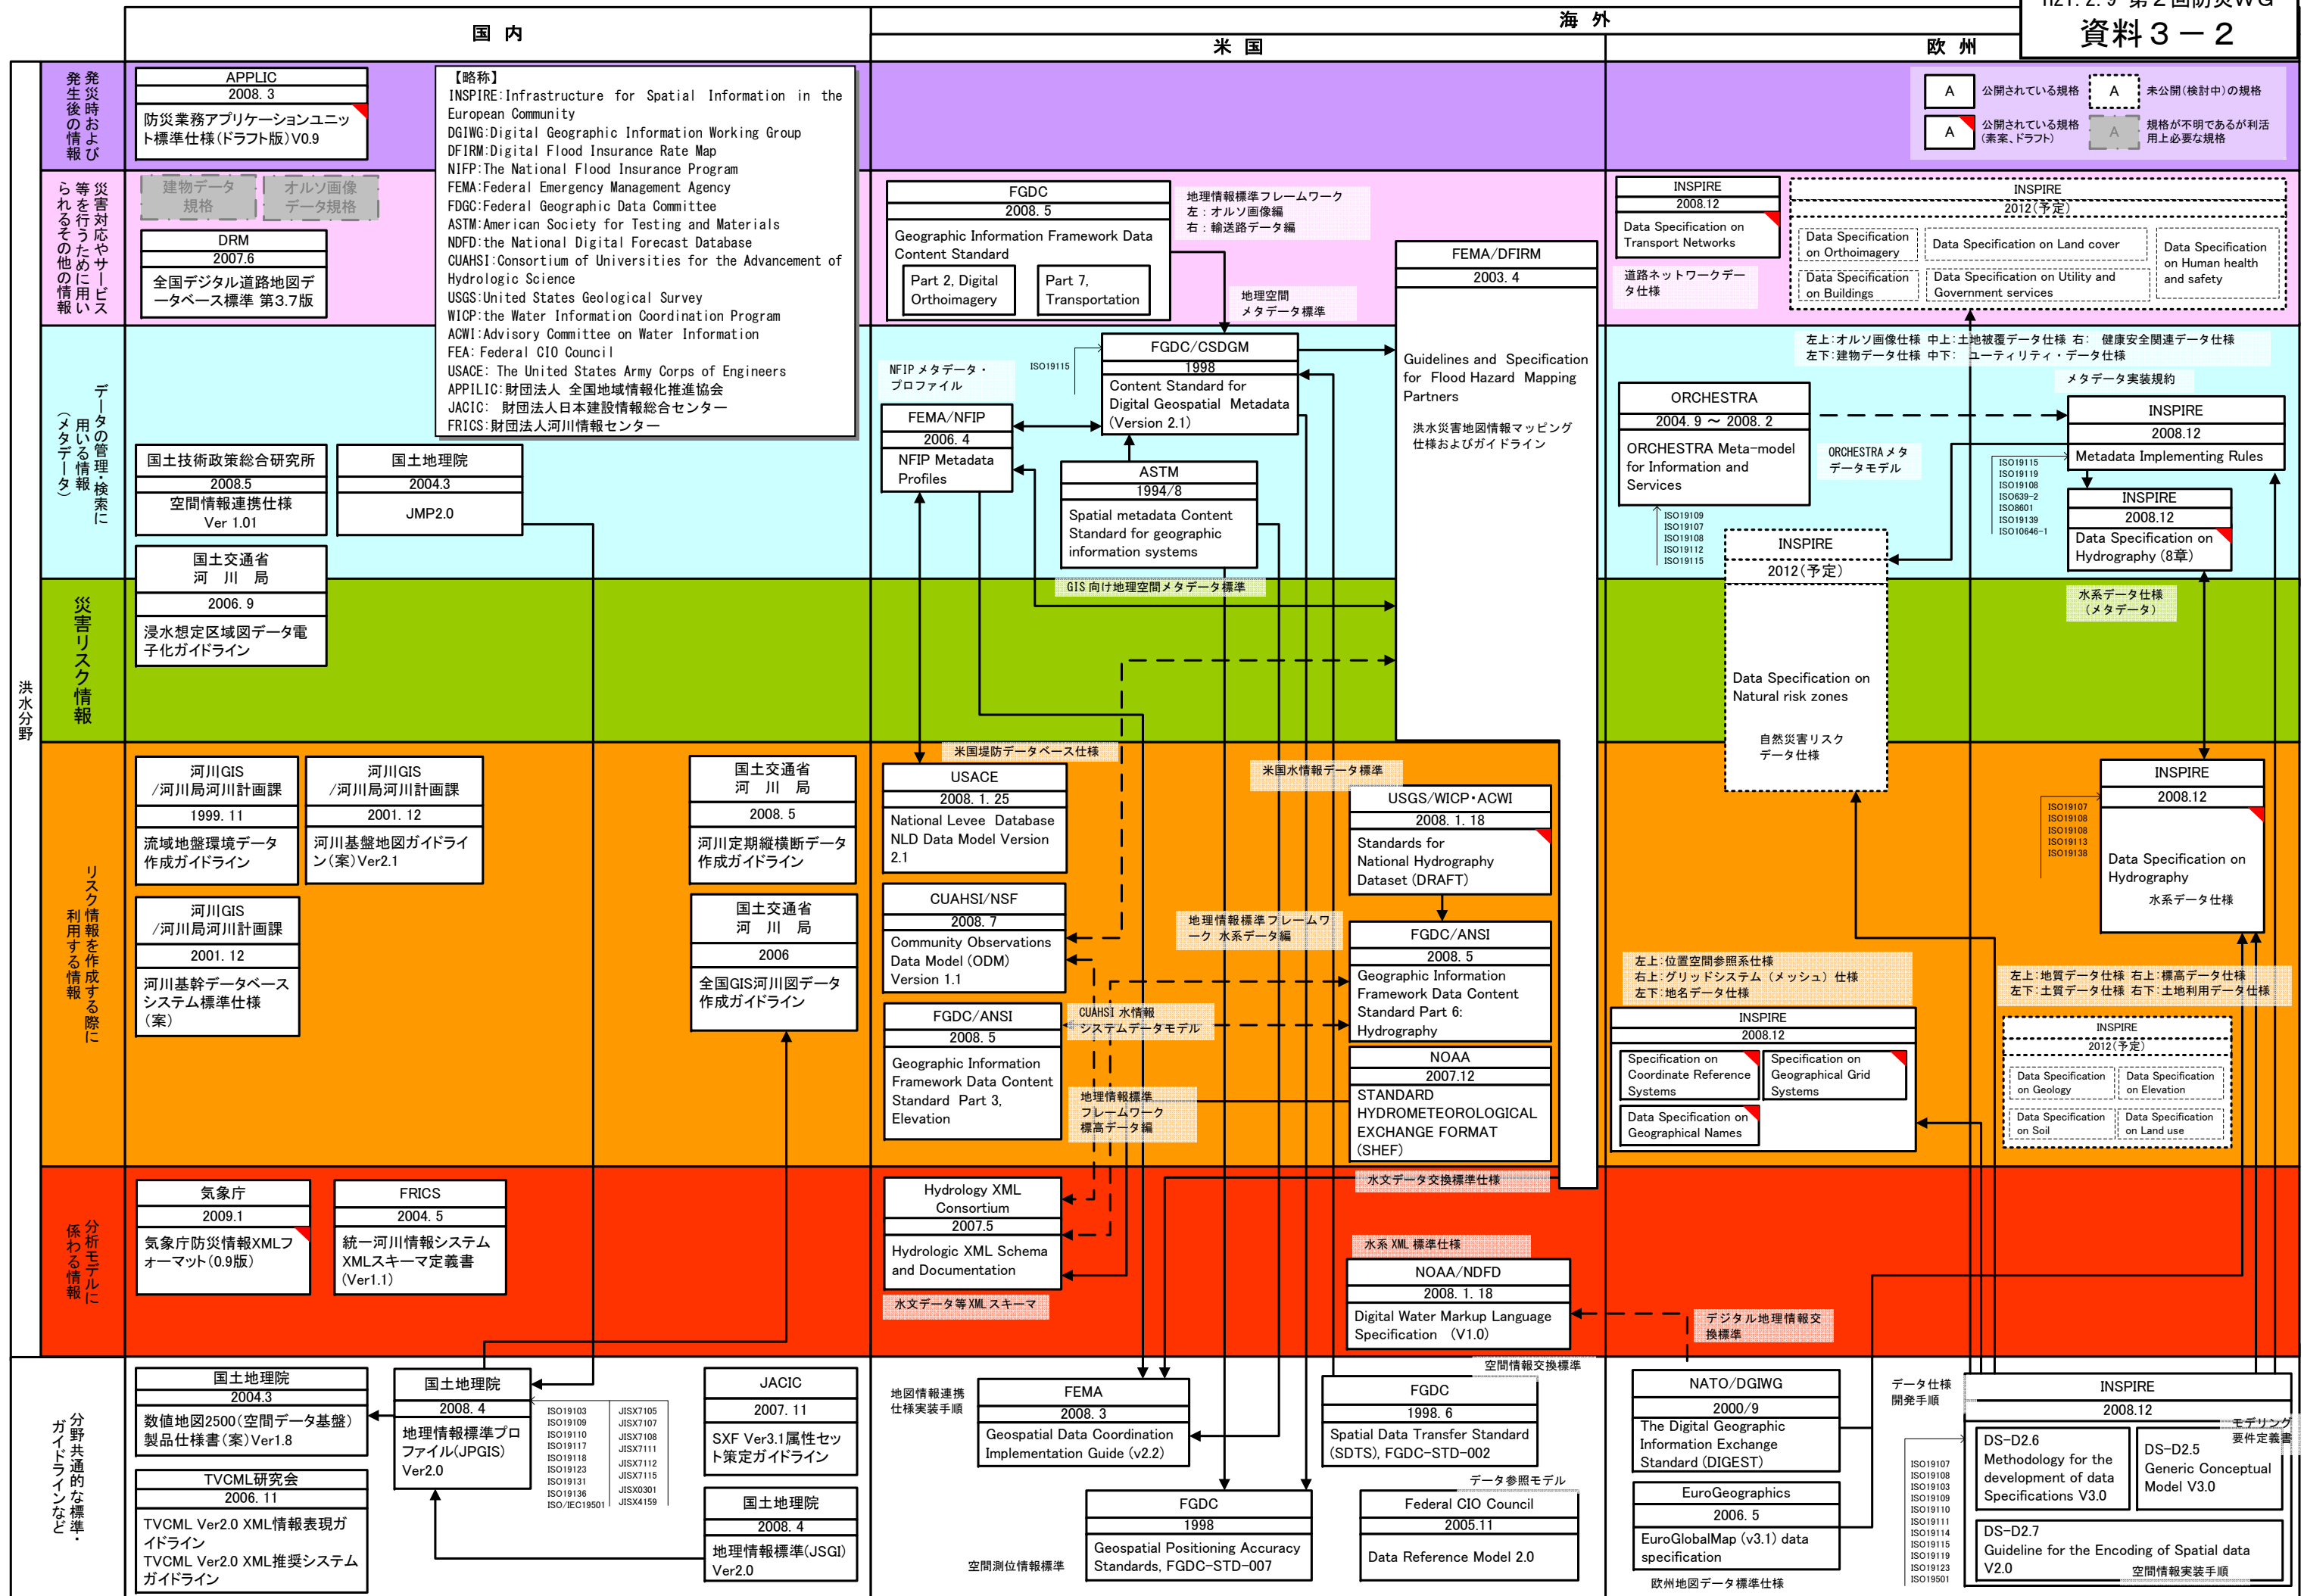 H21.2.9 第2回防災WG
資料3-2
国 内
海 外
米 国
欧 州
洪水分野
発災時および
発生後の情報
APPLIC
2008.3
防災業務アプリケーションユニッ
ト標準仕様(ドラフト版)V0.9
【略称】
INSPIRE:Infrastructure for Spatial Information in the
European Community
DGIWG:Digital Geographic Information Working Group
DFIRM:Digital Flood Insurance Rate Map
NIFP:The National Flood Insurance Program
FEMA:Federal Emergency Management Agency
FDGC:Federal Geographic Data Committee
ASTM:American Society for Testing and Materials
NDFD:the National Digital Forecast Database
CUAHSI:Consortium of Universities for the Advancement of
Hydrologic Science
USGS:United States Geological Survey
WICP:the Water Information Coordination Program
ACWI:Advisory Committee on Water Information
FEA: Federal CIO Council
USACE: The United States Army Corps of Engineers
APPILIC:財団法人 全国地域情報化推進協会
JACIC: 財団法人日本建設情報総合センター
FRICS:財団法人河川情報センター
A
公開されている規格
A
未公開(検討中)の規格
A
公開されている規格
(素案、ドラフト)
A
規格が不明であるが利活
用上必要な規格
災害対応やサービス
等を行うために用い
られるその他の情報
建物データ
規格
オルソ画像
データ規格
DRM
2007.6
全国デジタル道路地図デ
ータベース標準 第3.7版
FGDC
2008.5
Geographic Information Framework Data
Content Standard
Part 2, Digital
Orthoimagery
Part 7,
Transportation
地理情報標準フレームワーク
左:オルソ画像編
右:輸送路データ編
地理空間
メタデータ標準
FEMA/DFIRM
2003.4
Guidelines and Specification
for Flood Hazard Mapping
Partners
洪水災害地図情報マッピング
仕様およびガイドライン
INSPIRE
2008.12
Data Specification on
Transport Networks
道路ネットワークデー
タ仕様
INSPIRE
2012(予定)
Data Specification
on Orthoimagery
Data Specification on Land cover
Data Specification
on Human health
and safety
Data Specification
on Buildings
Data Specification on Utility and
Government services
左上:オルソ画像仕様 中上:土地被覆データ仕様 右: 健康安全関連データ仕様
左下:建物データ仕様 中下: ユーティリティ・データ仕様
データの管理・検索に
用いる情報
(メタデータ)
国土技術政策総合研究所
2008.5
空間情報連携仕様
Ver 1.01
国土地理院
2004.3
JMP2.0
国土交通省
河 川 局
2006.9
浸水想定区域図データ電
子化ガイドライン
NFIP メタデータ・
プロファイル
ISO19115
FGDC/CSDGM
1998
Content Standard for
Digital Geospatial Metadata
(Version 2.1)
FEMA/NFIP
2006.4
NFIP Metadata
Profiles
ASTM
1994/8
Spatial metadata Content
Standard for geographic
information systems
GIS 向け地理空間メタデータ標準
ORCHESTRA
2004.9 ~ 2008.2
ORCHESTRA Meta-model
for Information and
Services
ORCHESTRA メタ
データモデル
ISO19109
ISO19107
ISO19108
ISO19112
ISO19115
メタデータ実装規約
INSPIRE
2008.12
Metadata Implementing Rules
ISO19115
ISO19119
ISO19108
ISO639-2
ISO8601
ISO19139
ISO10646-1
INSPIRE
2008.12
Data Specification on
Hydrography (8章)
水系データ仕様
(メタデータ)
INSPIRE
2012(予定)
Data Specification on
Natural risk zones
自然災害リスク
データ仕様
災害リスク情報
リスク情報を作成する際に
利用する情報
河川GIS
/河川局河川計画課
1999.11
流域地盤環境データ
作成ガイドライン
河川GIS
/河川局河川計画課
2001.12
河川基盤地図ガイドライ
ン(案)Ver2.1
国土交通省
河 川 局
2008.5
河川定期縦横断データ
作成ガイドライン
河川GIS
/河川局河川計画課
2001.12
河川基幹データベース
システム標準仕様
(案)
国土交通省
河 川 局
2006
全国GIS河川図データ
作成ガイドライン
米国堤防データベース仕様
USACE
2008.1.25
National Levee Database
NLD Data Model Version
2.1
米国水情報データ標準
USGS/WICP・ACWI
2008.1.18
Standards for
National Hydrography
Dataset (DRAFT)
CUAHSI/NSF
2008.7
Community Observations
Data Model (ODM)
Version 1.1
地理情報標準フレームワ
ーク 水系データ編
FGDC/ANSI
2008.5
Geographic Information
Framework Data Content
Standard Part 6:
Hydrography
FGDC/ANSI
2008.5
Geographic Information
Framework Data Content
Standard Part 3,
Elevation
CUAHSI 水情報
システムデータモデル
地理情報標準
フレームワーク
標高データ編
NOAA
2007.12
STANDARD
HYDROMETEOROLOGICAL
EXCHANGE FORMAT
(SHEF)
水文データ交換標準仕様
INSPIRE
2008.12
Data Specification on
Hydrography
水系データ仕様
ISO19107
ISO19108
ISO19108
ISO19113
ISO19138
左上:位置空間参照系仕様
右上:グリッドシステム(メッシュ)仕様
左下:地名データ仕様
INSPIRE
2008.12
Specification on
Coordinate Reference
Systems
Specification on
Geographical Grid
Systems
Data Specification on
Geographical Names
左上:地質データ仕様 右上:標高データ仕様
左下:土質データ仕様 右下:土地利用データ仕様
INSPIRE
2012(予定)
Data Specification
on Geology
Data Specification
on Elevation
Data Specification
on Soil
Data Specification
on Land use
分析モデルに
係わる情報
気象庁
2009.1
気象庁防災情報XMLフ
ォーマット(0.9版)
FRICS
2004.5
統一河川情報システム
XMLスキーマ定義書
(Ver1.1)
Hydrology XML
Consortium
2007.5
Hydrologic XML Schema
and Documentation
水文データ等 XML スキーマ
水系 XML 標準仕様
NOAA/NDFD
2008.1.18
Digital Water Markup Language
Specification (V1.0)
デジタル地理情報交
換標準
分野共通的な標準・
ガイドラインなど
国土地理院
2004.3
数値地図2500(空間データ基盤)
製品仕様書(案)Ver1.8
TVCML研究会
2006.11
TVCML Ver2.0 XML情報表現ガ
イドライン
TVCML Ver2.0 XML推奨システム
ガイドライン
国土地理院
2008.4
地理情報標準プロ
ファイル(JPGIS)
Ver2.0
ISO19103
ISO19109
ISO19110
ISO19117
ISO19118
ISO19123
ISO19131
ISO19136
ISO/IEC19501
JISX7105
JISX7107
JISX7108
JISX7111
JISX7112
JISX7115
JISX0301
JISX4159
JACIC
2007.11
SXF Ver3.1属性セッ
ト策定ガイドライン
国土地理院
2008.4
地理情報標準(JSGI)
Ver2.0
地図情報連携
仕様実装手順
FEMA
2008.3
Geospatial Data Coordination
Implementation Guide (v2.2)
空間情報交換標準
FGDC
1998.6
Spatial Data Transfer Standard
(SDTS), FGDC-STD-002
空間測位情報標準
FGDC
1998
Geospatial Positioning Accuracy
Standards, FGDC-STD-007
データ参照モデル
Federal CIO Council
2005.11
Data Reference Model 2.0
NATO/DGIWG
2000/9
The Digital Geographic
Information Exchange
Standard (DIGEST)
EuroGeographics
2006.5
EuroGlobalMap (v3.1) data
specification
欧州地図データ標準仕様
データ仕様
開発手順
ISO19107
ISO19108
ISO19103
ISO19109
ISO19110
ISO19111
ISO19114
ISO19115
ISO19119
ISO19123
ISO19501
INSPIRE
2008.12
モデリング
要件定義書
DS-D2.6
Methodology for the
development of data
Specifications V3.0
DS-D2.5
Generic Conceptual
Model V3.0
DS-D2.7
Guideline for the Encoding of Spatial data
V2.0
空間情報実装手順